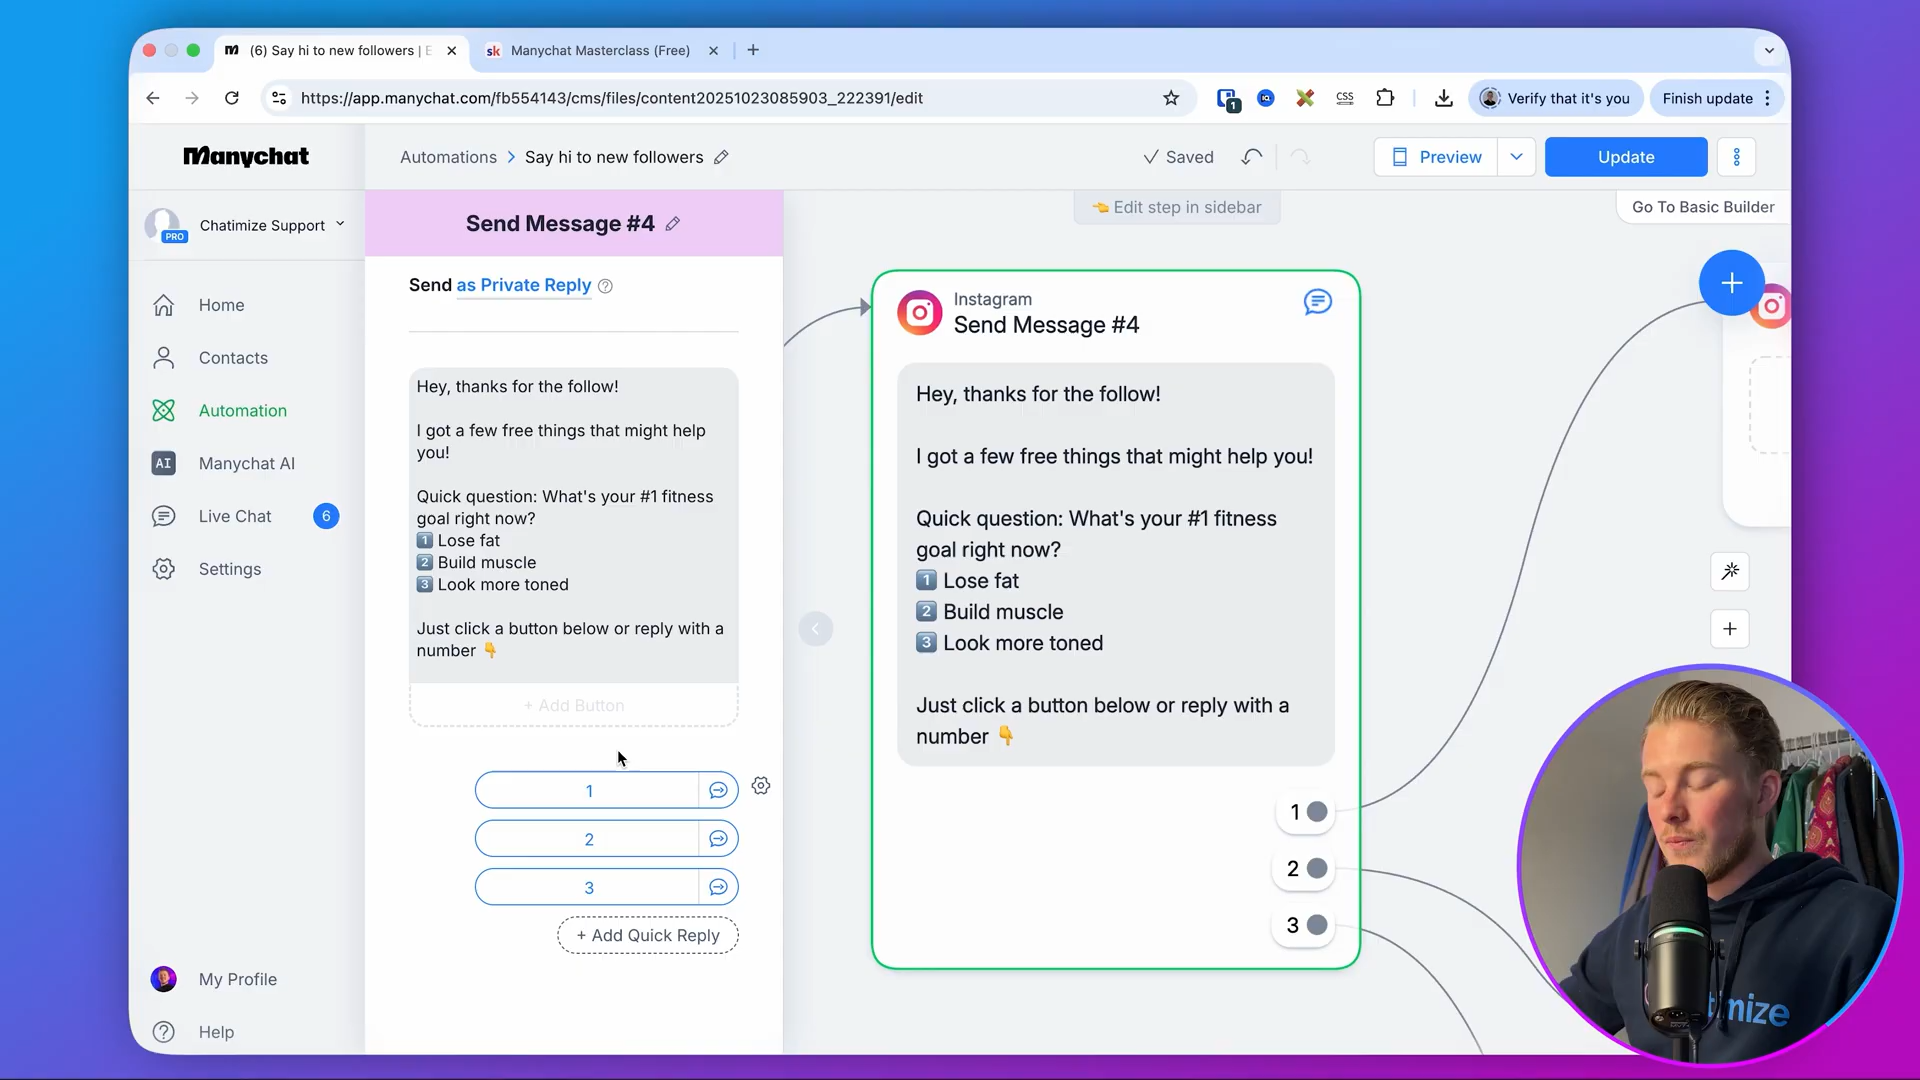 (6) Say hi to new followers | E
sk Manychat Masterclass (Free)
https://app.manychat.com/fb554143/cms/files/content20251023085903_222391/edit
1
CSS
Verify that it's you
Finish update
Manychat
Automations > Say hi to new followers
Saved
Preview
Update
Chatimize Support
PRO
Home
Contacts
Automation
AI Manychat AI
Live Chat 6
Settings
My Profile
Help
Send Message #4
Send as Private Reply
Hey, thanks for the follow!
I got a few free things that might help
you!
Quick question: What's your #1 fitness
goal right now?
1 Lose fat
2 Build muscle
3 Look more toned
Just click a button below or reply with a
number 👇
+ Add Button
1
2
3
+ Add Quick Reply
👈 Edit step in sidebar
Go To Basic Builder
Instagram
Send Message #4
Hey, thanks for the follow!
I got a few free things that might help you!
Quick question: What's your #1 fitness
goal right now?
1 Lose fat
2 Build muscle
3 Look more toned
Just click a button below or reply with a
number 👇
1
2
3